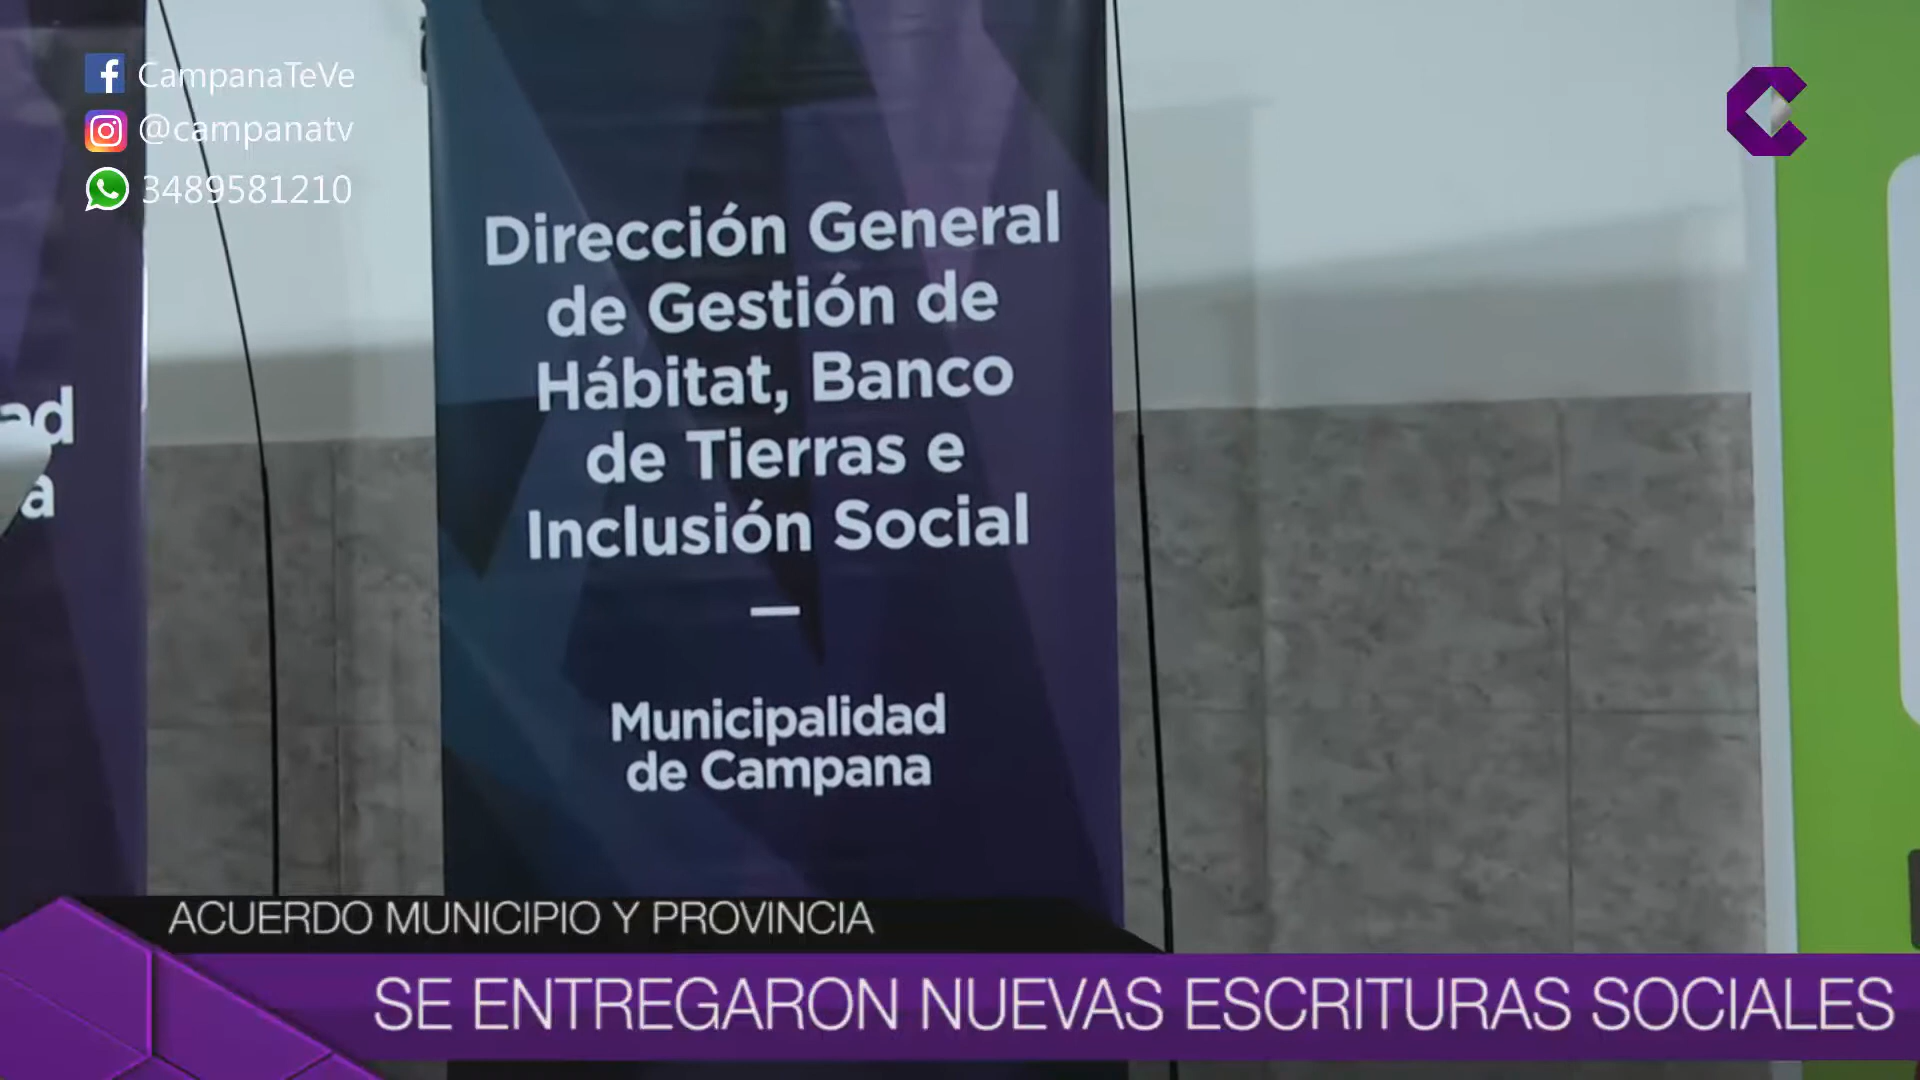 CampanaTeVe
@campanatv
3489581210
Dirección General
de Gestión de
Hábitat, Banco
de Tierras e
Inclusión Social
Municipalidad
de Campana
ACUERDO MUNICIPIO Y PROVINCIA
SE ENTREGARON NUEVAS ESCRITURAS SOCIALES